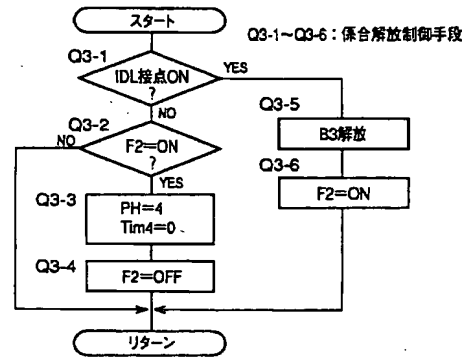 スタート
Q3-1~Q3-6：係合解放制御手段
Q3-1
IDL接点ON
?
YES
NO
Q3-2
NO
F2=ON
?
YES
Q3-5
B3解放
Q3-6
F2=ON
Q3-3
PH=4
Tim4=0
Q3-4
F2=OFF
リターン